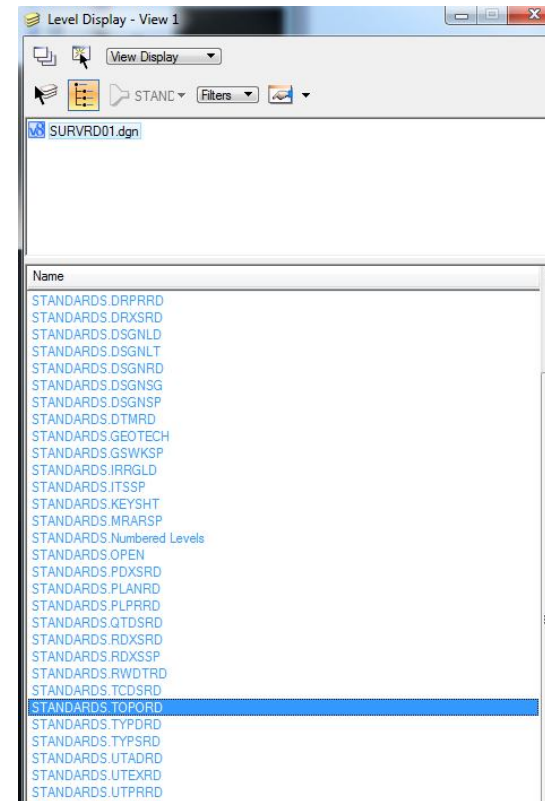 Level Display - View 1
View Display
STAND Filters
v8 SURVRD01.dgn
Name
STANDARDS.DRPRRD
STANDARDS.DRXSRD
STANDARDS.DSGNLD
STANDARDS.DSGNLT
STANDARDS.DSGNRD
STANDARDS.DSGNSG
STANDARDS.DSGNSP
STANDARDS.DTMRD
STANDARDS.GEOTECH
STANDARDS.GSWKSP
STANDARDS.IRRGLD
STANDARDS.ITSSP
STANDARDS.KEYSHT
STANDARDS.MRARSP
STANDARDS.Numbered Levels
STANDARDS.OPEN
STANDARDS.PDXSRD
STANDARDS.PLANRD
STANDARDS.PLPRRD
STANDARDS.QTDSRD
STANDARDS.RDXSRD
STANDARDS.RDXSSP
STANDARDS.RWDTRD
STANDARDS.TCDSRD
STANDARDS.TOPORD
STANDARDS.TYPDRD
STANDARDS.TYPSRD
STANDARDS.UTADRD
STANDARDS.UTEXRD
STANDARDS.UTPRRD